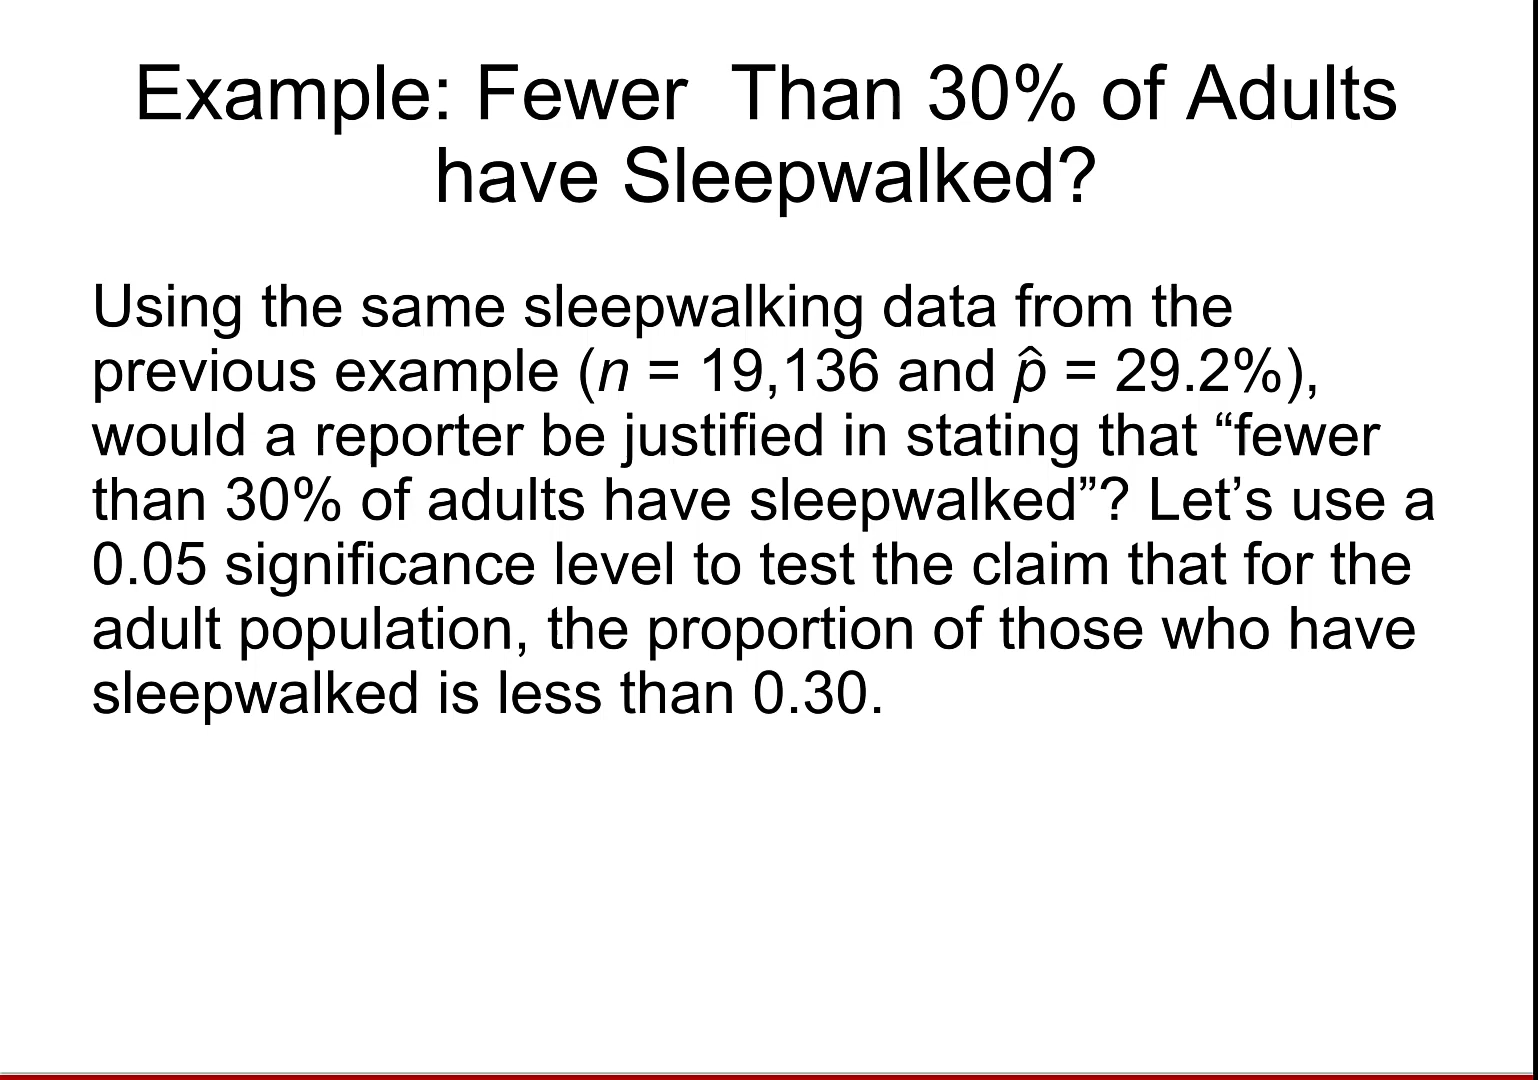 Example: Fewer  Than 30% of Adults
have Sleepwalked?
Using the same sleepwalking data from the
previous example (n = 19,136 and p̂ = 29.2%),
would a reporter be justified in stating that “fewer
than 30% of adults have sleepwalked”? Let’s use a
0.05 significance level to test the claim that for the
adult population, the proportion of those who have
sleepwalked is less than 0.30.